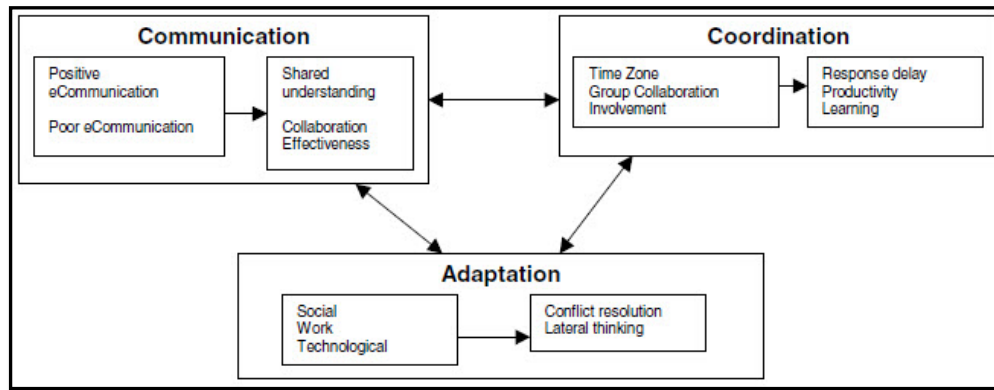 Communication
Positive
eCommunication
Poor eCommunication
Shared
understanding
Collaboration
Effectiveness
Coordination
Time Zone
Group Collaboration
Involvement
Response delay
Productivity
Learning
Adaptation
Social
Work
Technological
Conflict resolution
Lateral thinking